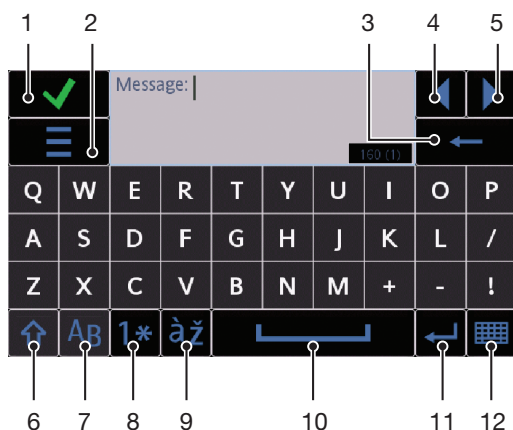 1 2 3 4 5
Message:
160 (1)
Q W E R T Y U I O P
A S D F G H J K L /
Z X C V B N M + - !
AB 1* àž
6 7 8 9 10 11 12